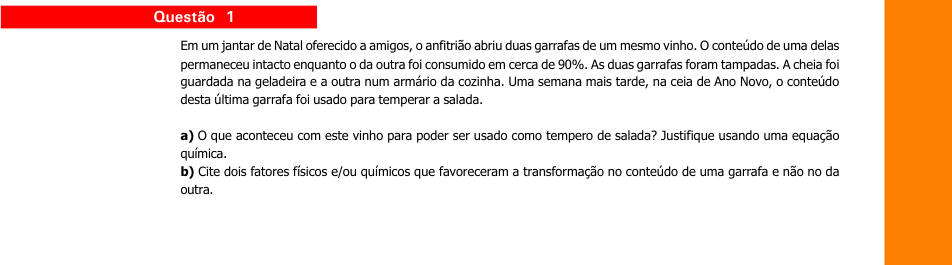 Questão 1
Em um jantar de Natal oferecido a amigos, o anfitrião abriu duas garrafas de um mesmo vinho. O conteúdo de uma delas
permaneceu intacto enquanto o da outra foi consumido em cerca de 90%. As duas garrafas foram tampadas. A cheia foi
guardada na geladeira e a outra num armário da cozinha. Uma semana mais tarde, na ceia de Ano Novo, o conteúdo
desta última garrafa foi usado para temperar a salada.
a) O que aconteceu com este vinho para poder ser usado como tempero de salada? Justifique usando uma equação
química.
b) Cite dois fatores físicos e/ou químicos que favoreceram a transformação no conteúdo de uma garrafa e não no da
outra.